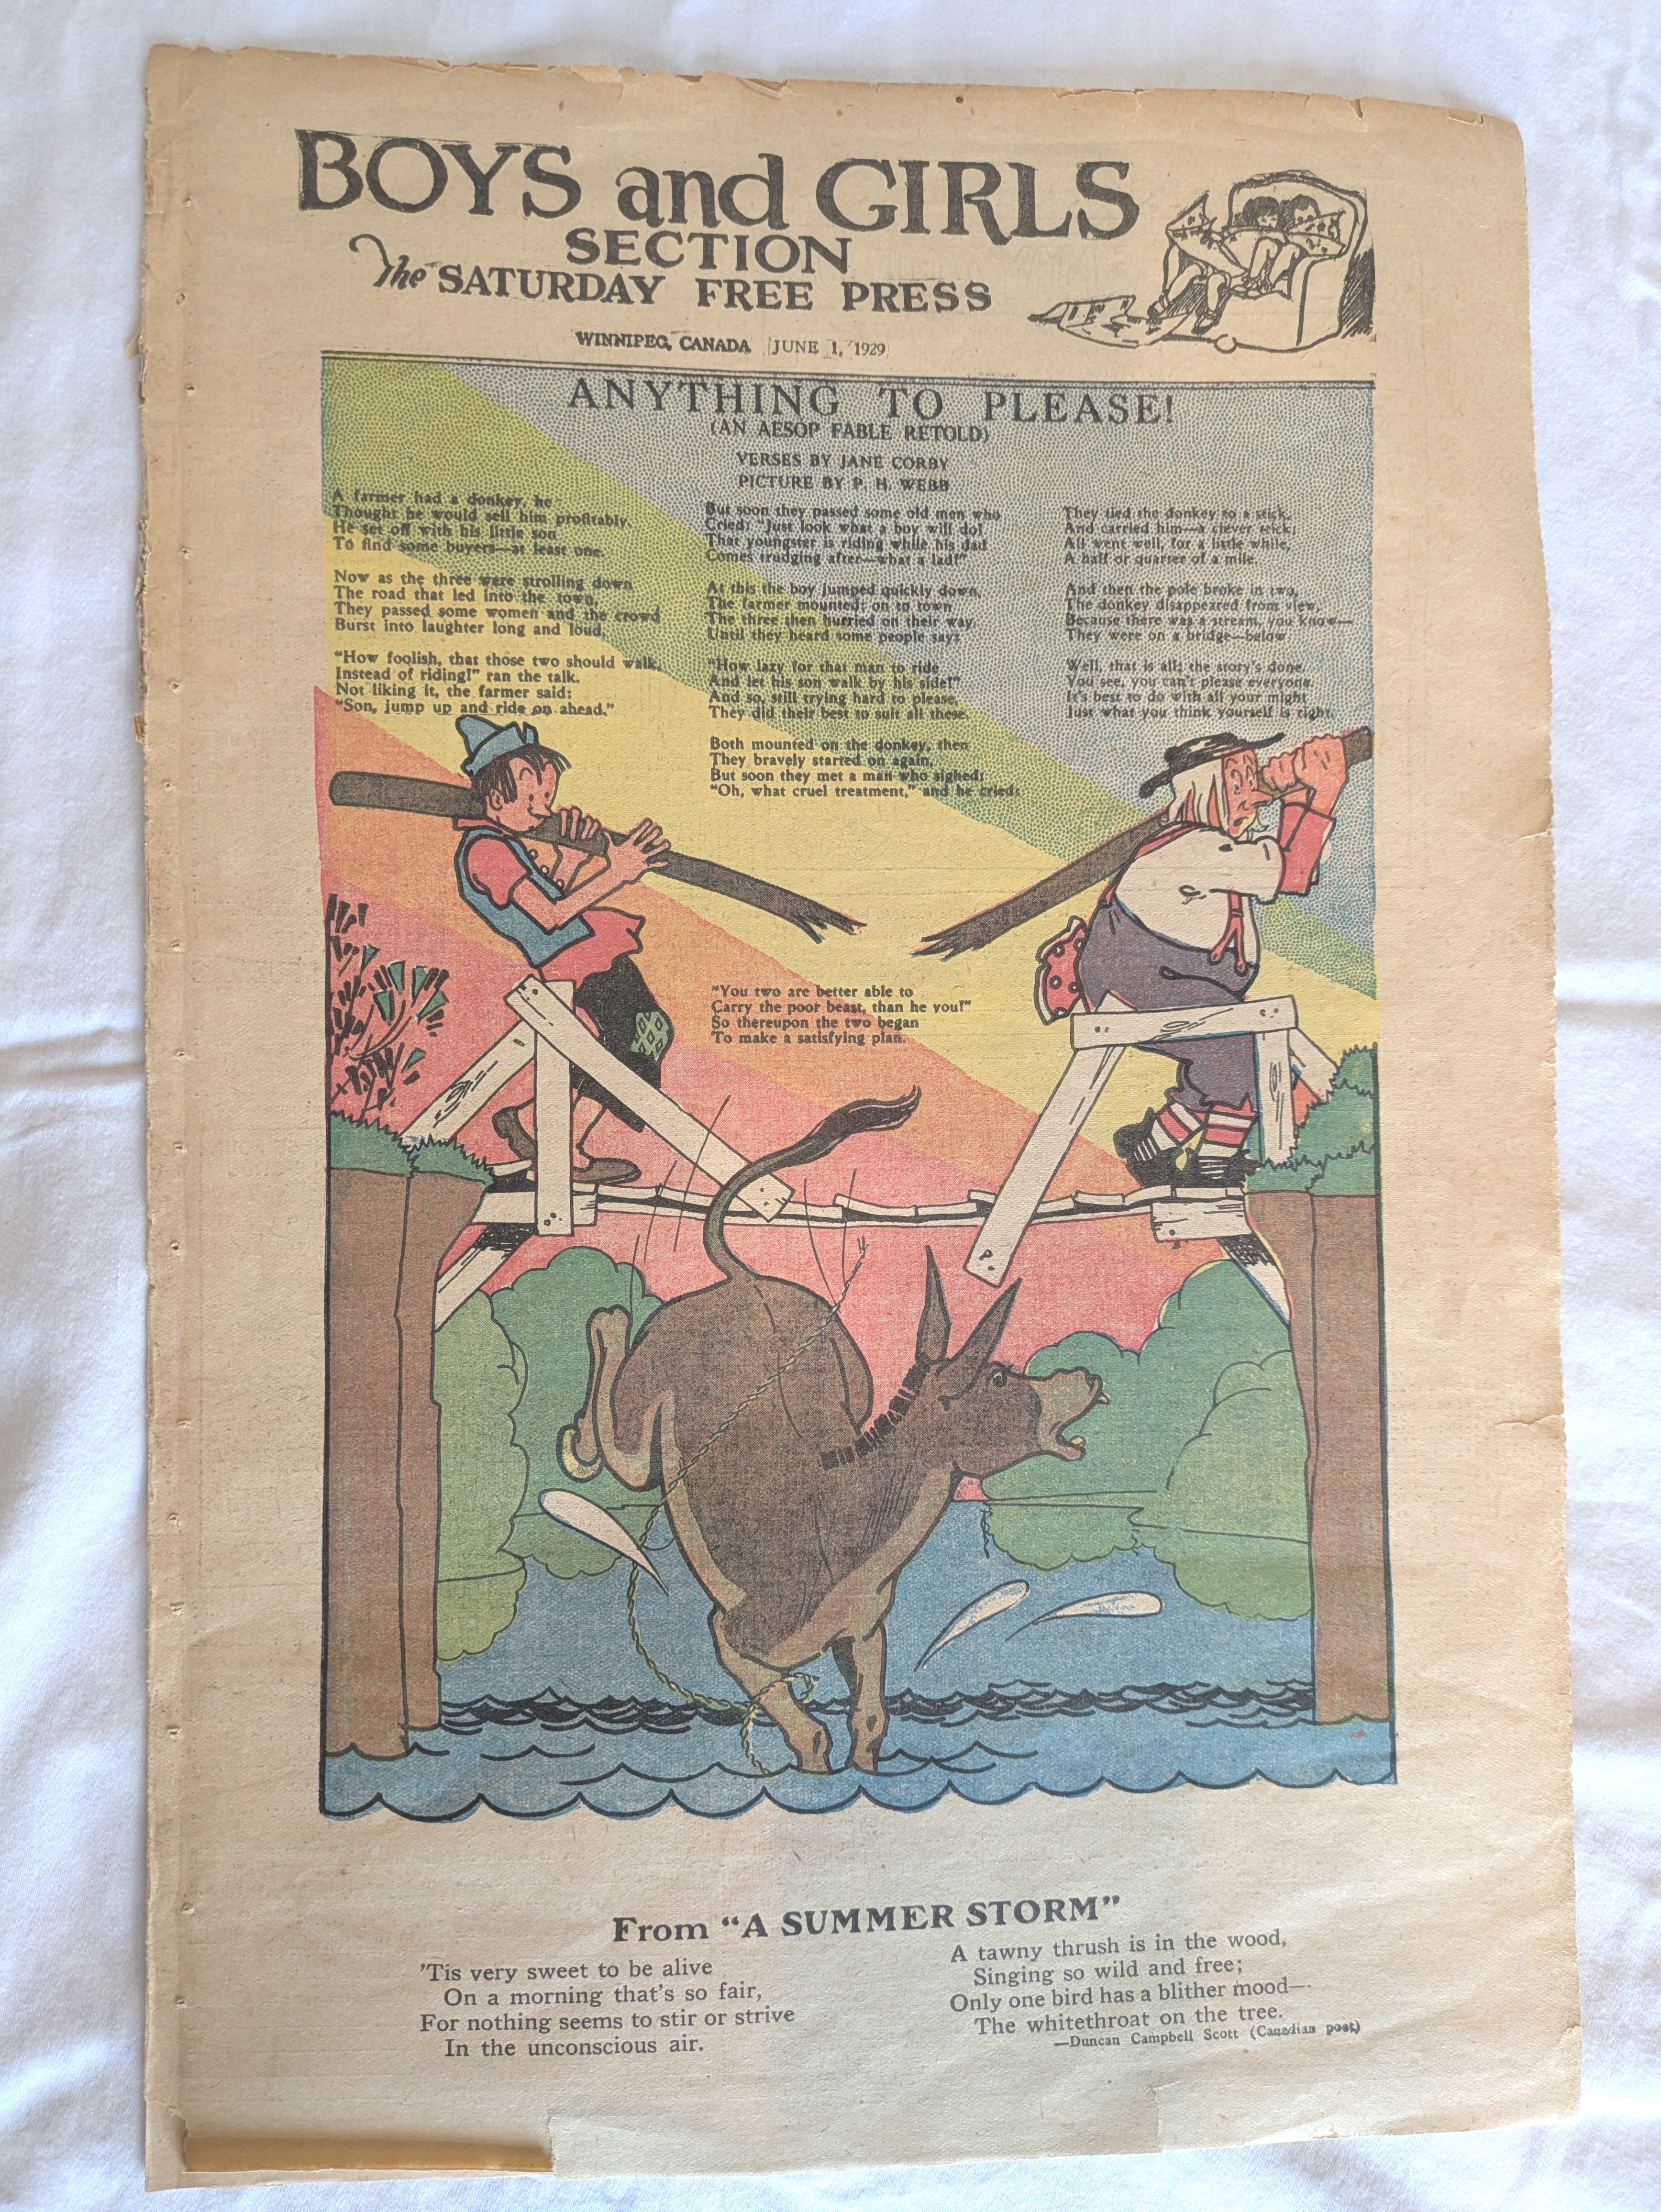 BOYS and GIRLS
SECTION
The SATURDAY FREE PRESS
WINNIPEG, CANADA JUNE 1, 1929
ANYTHING TO PLEASE!
(AN AESOP FABLE RETOLD)
VERSES BY JANE CORBY
PICTURE BY P. H. WEBB
A farmer had a donkey, he
Thought he would sell him profitably.
He set off with his little son
To find some buyers—at least one.
Now as the three were strolling down
The road that led into the town,
They passed some women and the crowd
Burst into laughter long and loud,
"How foolish, that those two should walk,
Instead of riding!" ran the talk.
Not liking it, the farmer said:
"Son, jump up and ride on ahead."
But soon they passed some old men who
Cried: "Just look what a boy will do!
That youngster is riding while his dad
Comes trudging after—what a lad!"
At this the boy jumped quickly down,
The farmer mounted; on to town
The three then hurried on their way,
Until they heard some people say:
"How lazy for that man to ride
And let his son walk by his side!"
And so, still trying hard to please,
They did their best to suit all these.
Both mounted on the donkey, then
They bravely started on again,
But soon they met a man who sighed:
"Oh, what cruel treatment," and he cried:
"You two are better able to
Carry the poor beast, than he you!"
So thereupon the two began
To make a satisfying plan.
They tied the donkey to a stick,
And carried him—a clever trick;
All went well, for a little while,
A half or quarter of a mile.
And then the pole broke in two,
The donkey disappeared from view,
Because there was a stream, you know—
They were on a bridge—below
Well, that is all; the story's done.
You see, you can't please everyone.
It's best to do with all your might
Just what you think yourself is right.
From "A SUMMER STORM"
'Tis very sweet to be alive
On a morning that's so fair,
For nothing seems to stir or strive
In the unconscious air.
A tawny thrush is in the wood,
Singing so wild and free;
Only one bird has a blither mood—
The whitethroat on the tree.
—Duncan Campbell Scott (Canadian poet)